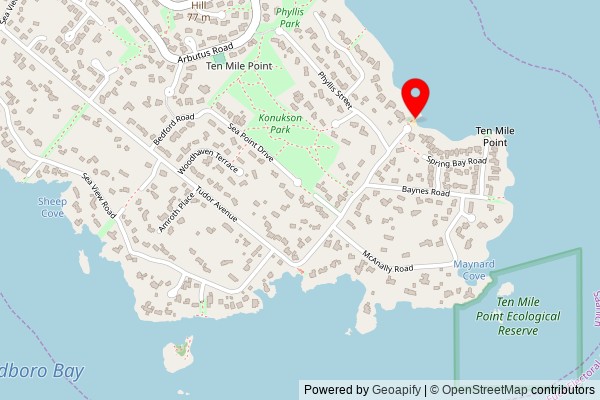 Sea View
Hill
77 m
Phyllis
Park
Arbutus Road
Ten Mile Point
Phyllis Street
Bedford Road
Konukson
Park
Sea Point Drive
Ten Mile
Point
Woodhaven Terrace
Spring Bay Road
Sea View Road
Baynes Road
Amroth Place
Tudor Avenue
Sheep
Cove
McAnally Road
Maynard
Cove
Ten Mile
Point Ecological
Reserve
Saanich
Electoral
dboro Bay
Powered by Geoapify | © OpenStreetMap contributors